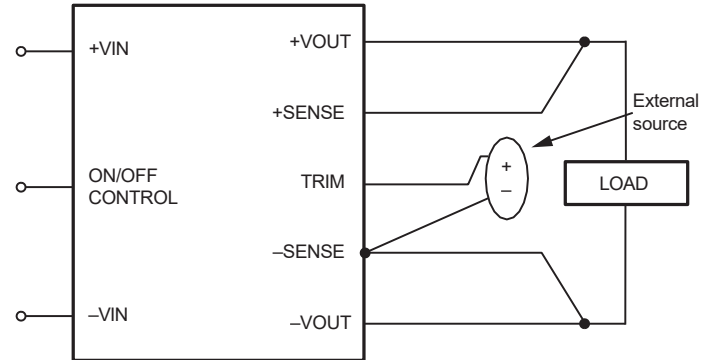 +VIN
ON/OFF
CONTROL
–VIN
+VOUT
+SENSE
TRIM
–SENSE
–VOUT
+
–
External
source
LOAD